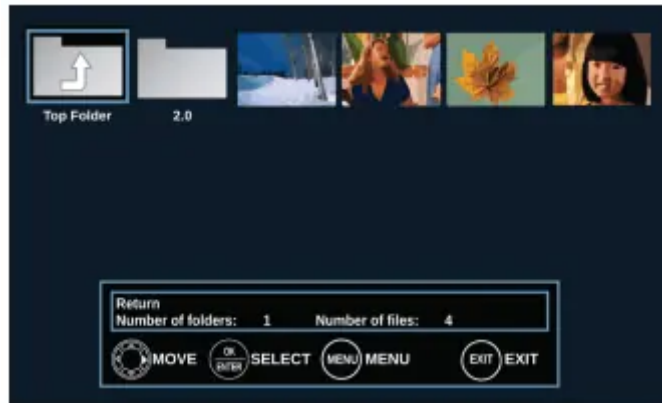 Top Folder
2.0
Return
Number of folders: 1 Number of files: 4
MOVE OK ENTER SELECT MENU MENU EXIT EXIT